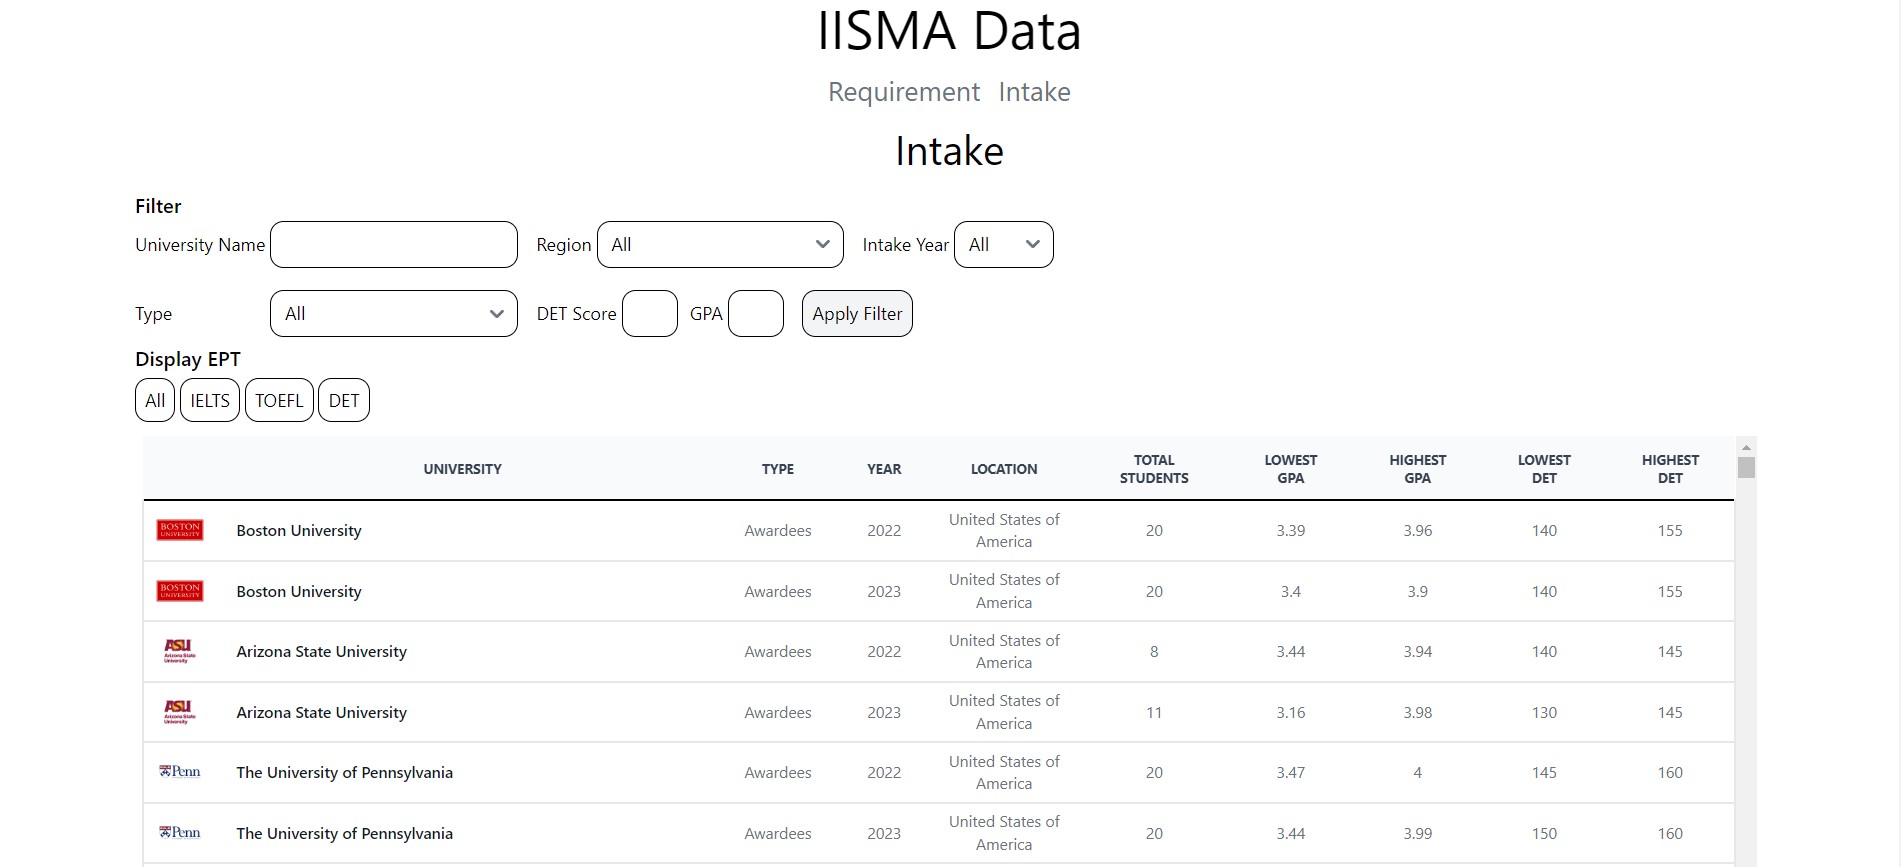 IISMA Data
Requirement Intake
Intake
Filter
University Name Region All Intake Year All
Type All DET Score GPA Apply Filter
Display EPT
All IELTS TOEFL DET
UNIVERSITY TYPE YEAR LOCATION TOTAL STUDENTS LOWEST GPA HIGHEST GPA LOWEST DET HIGHEST DET
BOSTON UNIVERSITY Boston University Awardees 2022 United States of America 20 3.39 3.96 140 155
BOSTON UNIVERSITY Boston University Awardees 2023 United States of America 20 3.4 3.9 140 155
ASU Arizona State University Arizona State University Awardees 2022 United States of America 8 3.44 3.94 140 145
ASU Arizona State University Arizona State University Awardees 2023 United States of America 11 3.16 3.98 130 145
Penn The University of Pennsylvania Awardees 2022 United States of America 20 3.47 4 145 160
Penn The University of Pennsylvania Awardees 2023 United States of America 20 3.44 3.99 150 160